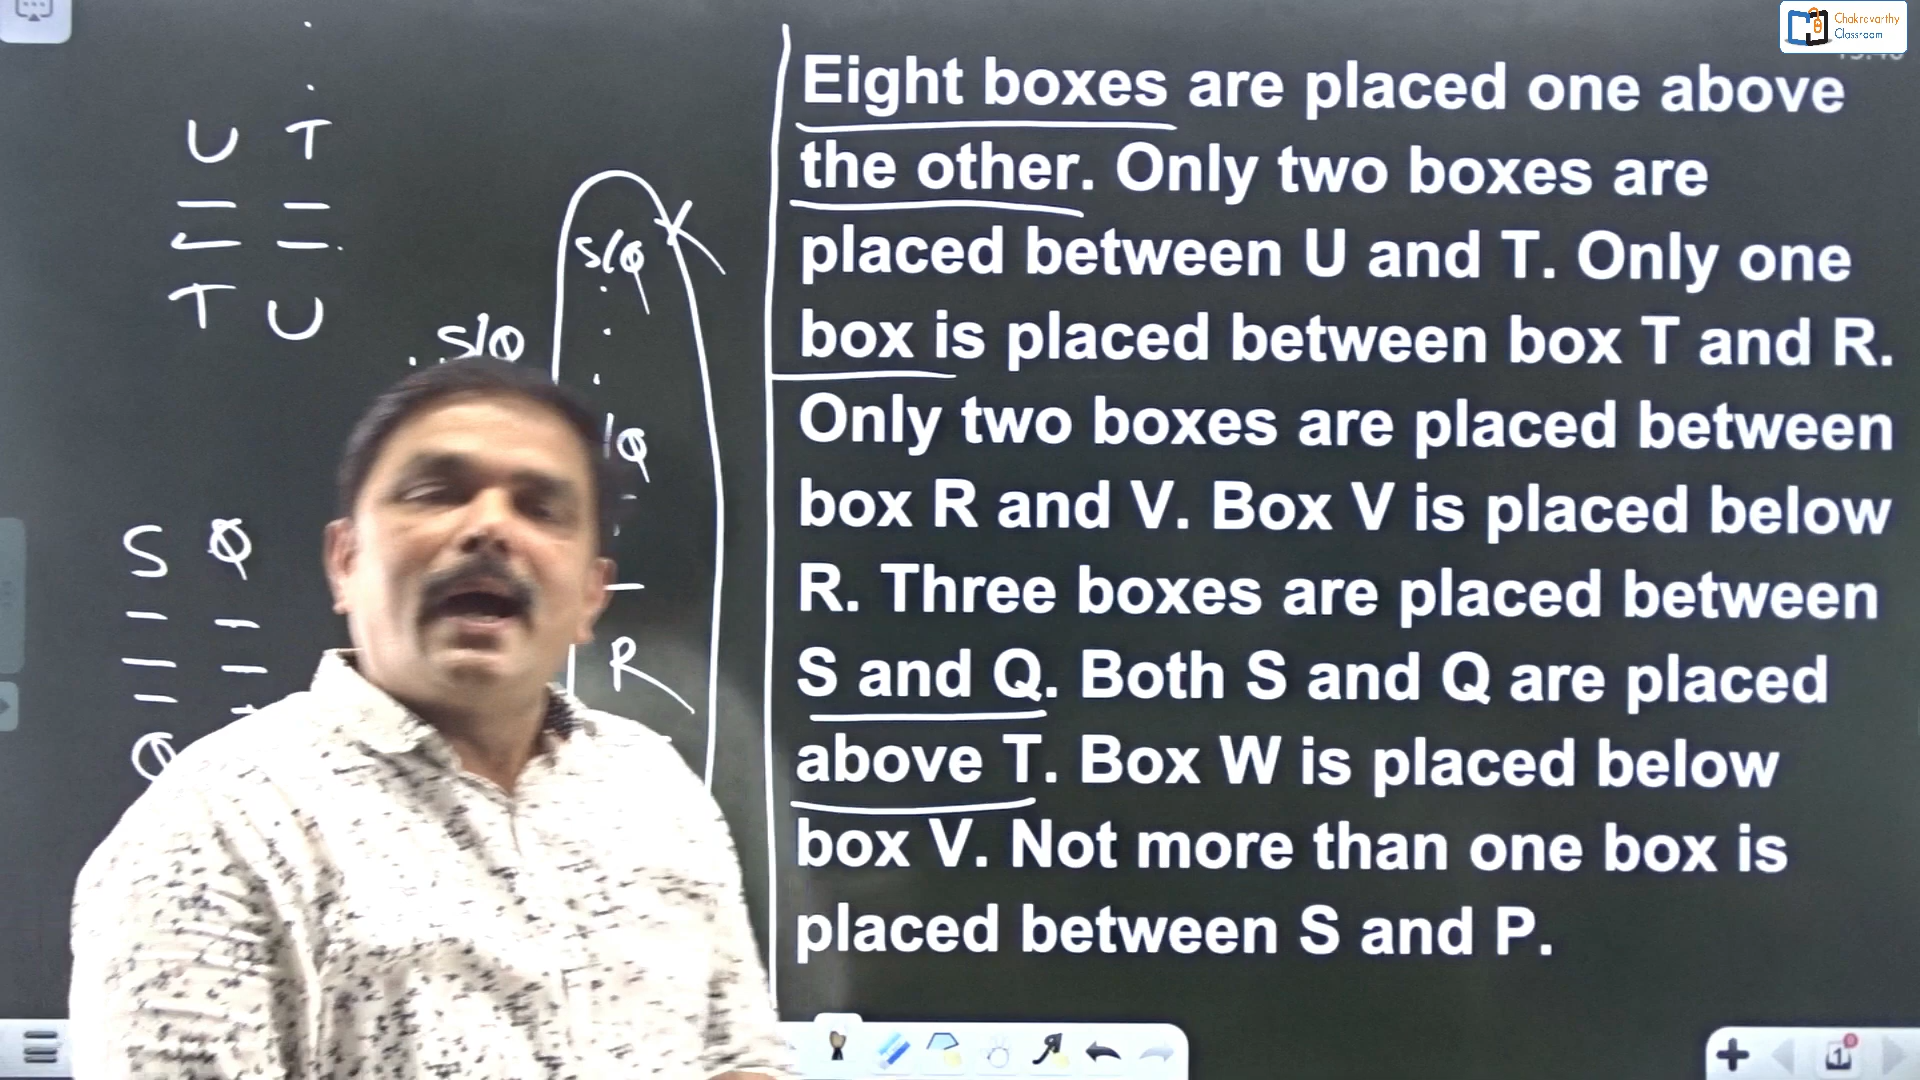 Chakravarthy
Classroom
Eight boxes are placed one above
the other. Only two boxes are
placed between U and T. Only one
box is placed between box T and R.
Only two boxes are placed between
box R and V. Box V is placed below
R. Three boxes are placed between
S and Q. Both S and Q are placed
above T. Box W is placed below
box V. Not more than one box is
placed between S and P.
U T
T U
S/Q
S/Q
/Q
S Q
R
Q
1